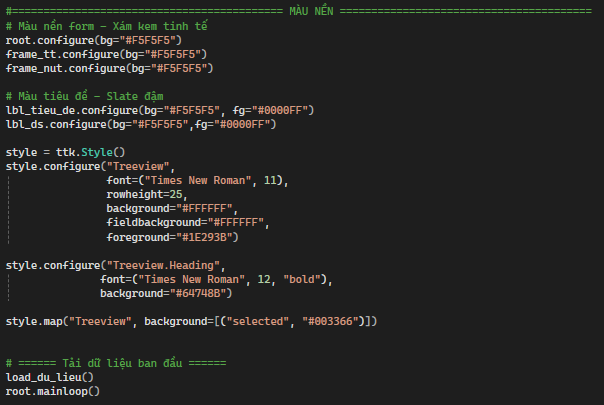 #========================================== MÀU NỀN =======================================
# Màu nền form – Xám kem tinh tế
root.configure(bg="#F5F5F5")
frame_tt.configure(bg="#F5F5F5")
frame_nut.configure(bg="#F5F5F5")
# Màu tiêu đề – Slate đậm
lbl_tieu_de.configure(bg="#F5F5F5", fg="#0000FF")
lbl_ds.configure(bg="#F5F5F5",fg="#0000FF")
style = ttk.Style()
style.configure("Treeview",
font=("Times New Roman", 11),
rowheight=25,
background="#FFFFFF",
fieldbackground="#FFFFFF",
foreground="#1E293B")
style.configure("Treeview.Heading",
font=("Times New Roman", 12, "bold"),
background="#64748B")
style.map("Treeview", background=[("selected", "#003366")])
# ====== Tải dữ liệu ban đầu ======
load_du_lieu()
root.mainloop()